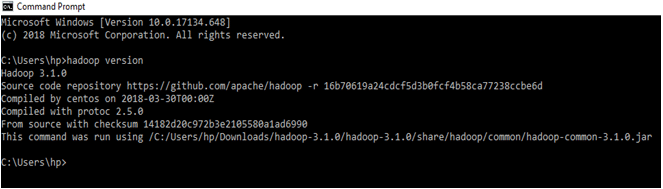 Command Prompt
Microsoft Windows [Version 10.0.17134.648]
(c) 2018 Microsoft Corporation. All rights reserved.
C:\Users\hp>hadoop version
Hadoop 3.1.0
Source code repository https://github.com/apache/hadoop -r 16b70619a24cdcf5d3b0fcf4b58ca77238ccbe6d
Compiled by centos on 2018-03-30T00:00Z
Compiled with protoc 2.5.0
From source with checksum 14182d20c972b3e2105580a1ad6990
This command was run using /C:/Users/hp/Downloads/hadoop-3.1.0/hadoop-3.1.0/share/hadoop/common/hadoop-common-3.1.0.jar
C:\Users\hp>